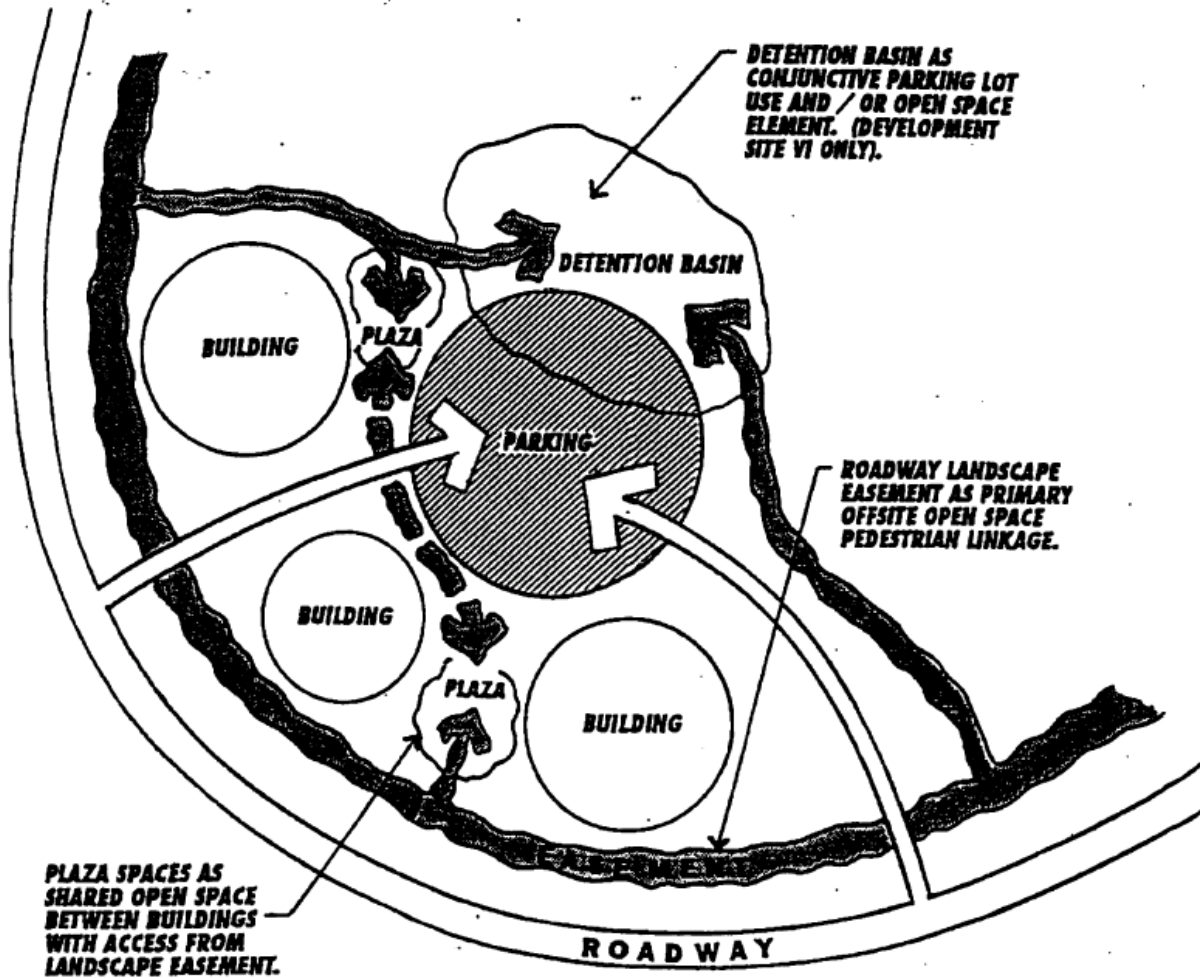 DETENTION BASIN AS
CONJUNCTIVE PARKING LOT
USE AND / OR OPEN SPACE
ELEMENT. (DEVELOPMENT
SITE VI ONLY).
DETENTION BASIN
PLAZA
BUILDING
PARKING
ROADWAY LANDSCAPE
EASEMENT AS PRIMARY
OFFSITE OPEN SPACE
PEDESTRIAN LINKAGE.
BUILDING
PLAZA
BUILDING
EASEMENT
PLAZA SPACES AS
SHARED OPEN SPACE
BETWEEN BUILDINGS
WITH ACCESS FROM
LANDSCAPE EASEMENT.
ROADWAY